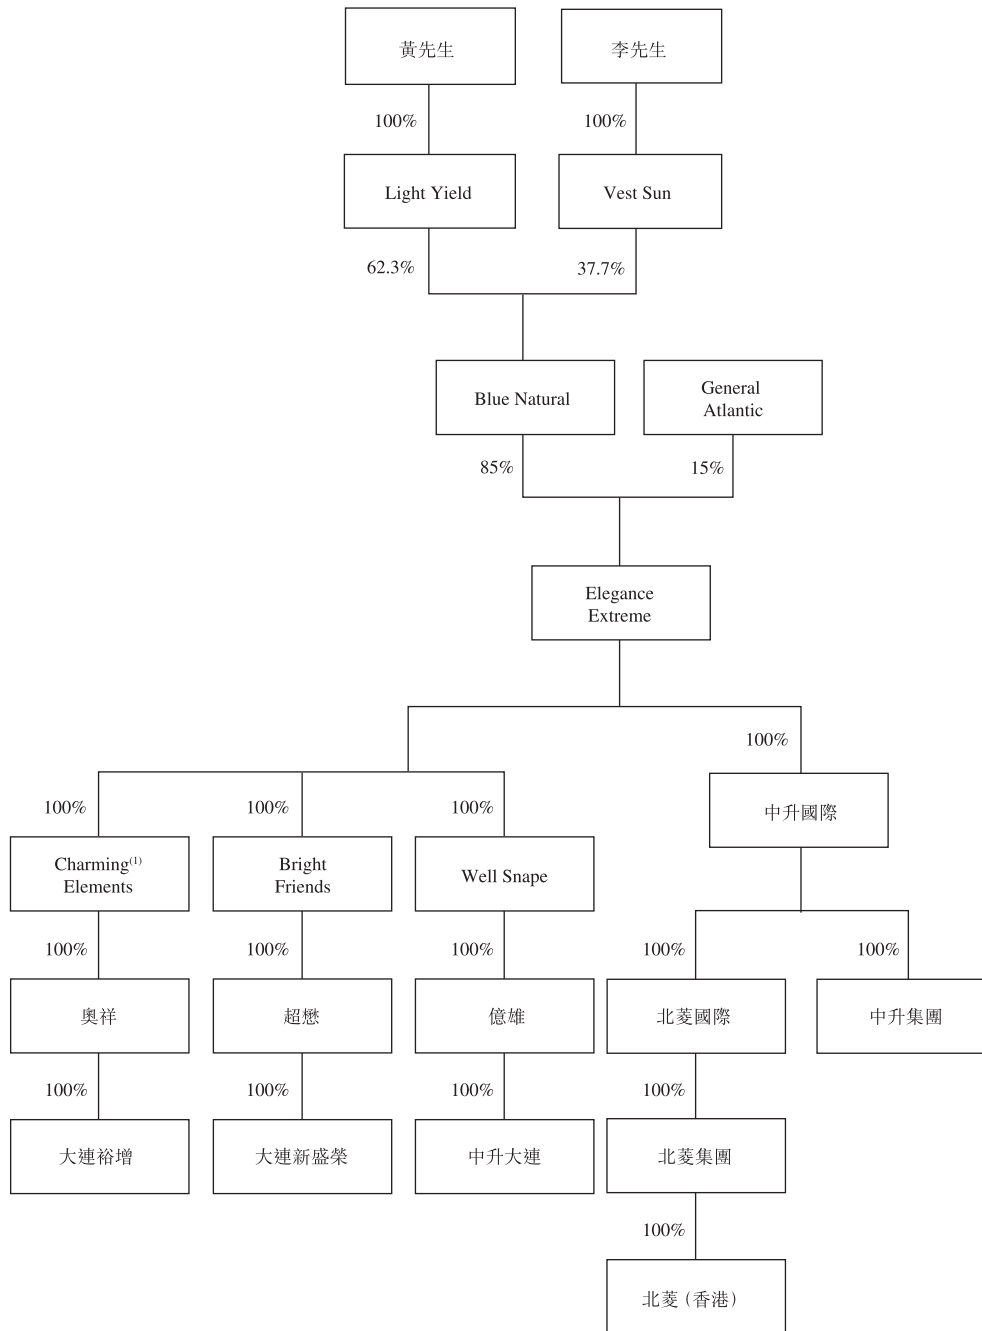 黃先生
李先生
100%
100%
Light Yield
Vest Sun
62.3%
37.7%
Blue Natural
General
Atlantic
85%
15%
Elegance
Extreme
100%
中升國際
100%
100%
100%
Charming(1)
Elements
Bright
Friends
Well Snape
100%
100%
100%
100%
100%
奧祥
超懋
億雄
北菱國際
中升集團
100%
100%
100%
100%
大連裕增
大連新盛榮
中升大連
北菱集團
100%
北菱(香港)